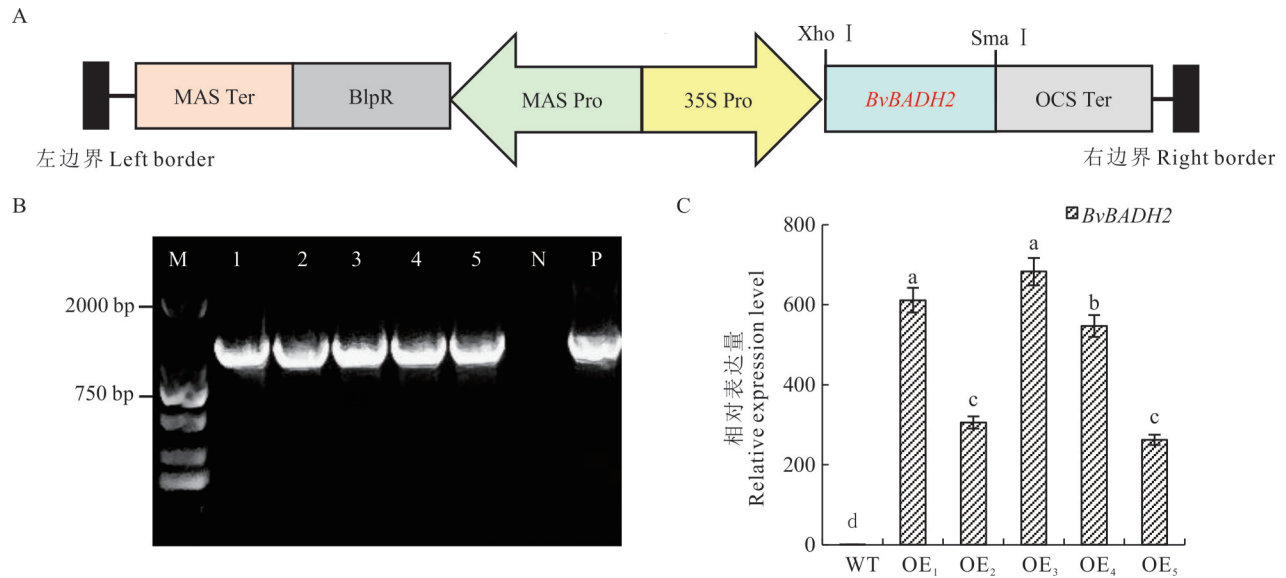 A
Xho Ⅰ
Sma Ⅰ
MAS Ter
BlpR
MAS Pro
35S Pro
BvBADH2
OCS Ter
左边界 Left border
右边界 Right border
B
M 1 2 3 4 5 N P
2000 bp
750 bp
C
BvBADH2
相对表达量
Relative expression level
800
600
400
200
0
d
a
c
a
b
c
WT OE₁ OE₂ OE₃ OE₄ OE₅